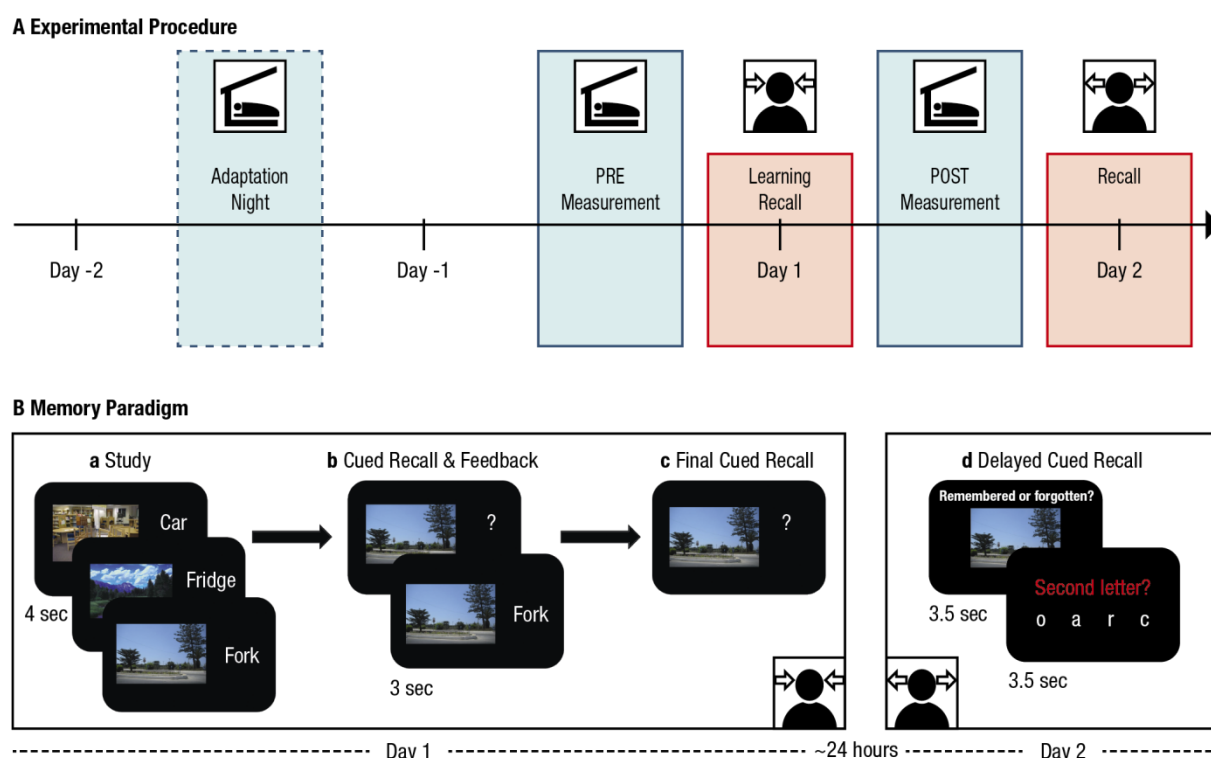 A Experimental Procedure
Adaptation
Night
PRE
Measurement
Learning
Recall
POST
Measurement
Recall
Day -2
Day -1
Day 1
Day 2
B Memory Paradigm
a Study
Car
Fridge
Fork
4 sec
b Cued Recall & Feedback
?
Fork
3 sec
c Final Cued Recall
?
d Delayed Cued Recall
Remembered or forgotten?
3.5 sec
Second letter?
o a r c
3.5 sec
Day 1
~24 hours
Day 2